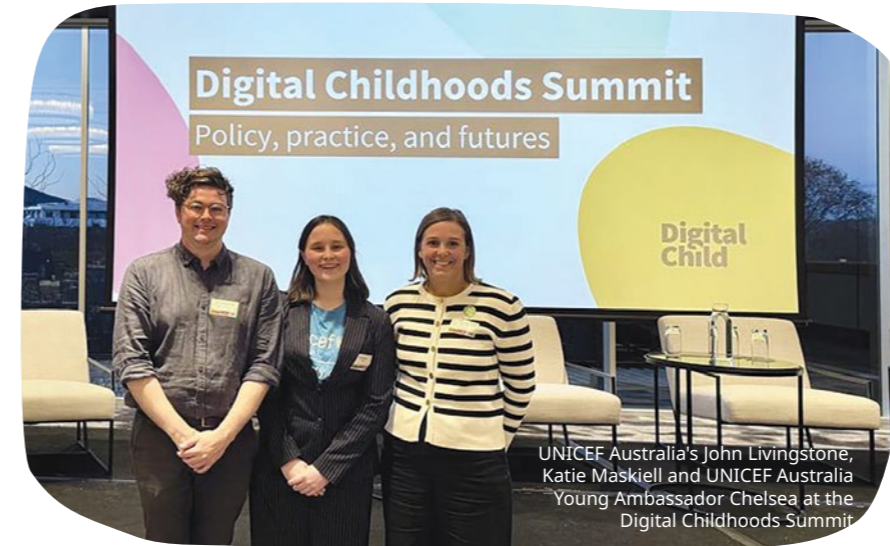 Digital Childhoods Summit
Policy, practice, and futures
Digital
Child
UNICEF Australia's John Livingstone,
Katie Maskiell and UNICEF Australia
Young Ambassador Chelsea at the
Digital Childhoods Summit